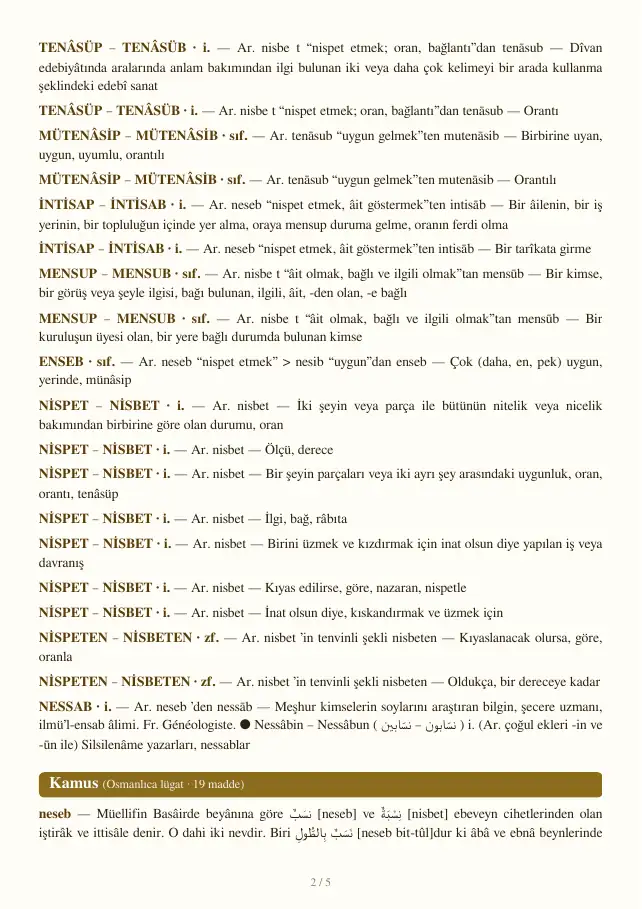 TENÂSÜP – TENÂSÜB · i. — Ar. nisbe t “nispet etmek; oran, bağlantı”dan tenāsub — Dîvan
edebiyâtında aralarında anlam bakımından ilgi bulunan iki veya daha çok kelimeyi bir arada kullanma
şeklindeki edebî sanat
TENÂSÜP – TENÂSÜB · i. — Ar. nisbe t “nispet etmek; oran, bağlantı”dan tenāsub — Orantı
MÜTENÂSİP – MÜTENÂSİB · sıf. — Ar. tenāsub “uygun gelmek”ten mutenāsib — Birbirine uyan,
uygun, uyumlu, orantılı
MÜTENÂSİP – MÜTENÂSİB · sıf. — Ar. tenāsub “uygun gelmek”ten mutenāsib — Orantılı
İNTİSAP – İNTİSAB · i. — Ar. neseb “nispet etmek, âit göstermek”ten intisāb — Bir âilenin, bir iş
yerinin, bir topluluğun içinde yer alma, oraya mensup duruma gelme, oranın ferdi olma
İNTİSAP – İNTİSAB · i. — Ar. neseb “nispet etmek, âit göstermek”ten intisāb — Bir tarîkata girme
MENSUP – MENSUB · sıf. — Ar. nisbe t “âit olmak, bağlı ve ilgili olmak”tan mensūb — Bir kimse,
bir görüş veya şeyle ilgisi, bağı bulunan, ilgili, âit, -den olan, -e bağlı
MENSUP – MENSUB · sıf. — Ar. nisbe t “âit olmak, bağlı ve ilgili olmak”tan mensūb — Bir
kuruluşun üyesi olan, bir yere bağlı durumda bulunan kimse
ENSEB · sıf. — Ar. neseb “nispet etmek” > nesіb “uygun”dan enseb — Çok (daha, en, pek) uygun,
yerinde, münâsip
NİSPET – NİSBET · i. — Ar. nisbet — İki şeyin veya parça ile bütünün nitelik veya nicelik
bakımından birbirine göre olan durumu, oran
NİSPET – NİSBET · i. — Ar. nisbet — Ölçü, derece
NİSPET – NİSBET · i. — Ar. nisbet — Bir şeyin parçaları veya iki ayrı şey arasındaki uygunluk, oran,
orantı, tenâsüp
NİSPET – NİSBET · i. — Ar. nisbet — İlgi, bağ, râbıta
NİSPET – NİSBET · i. — Ar. nisbet — Birini üzmek ve kızdırmak için inat olsun diye yapılan iş veya
davranış
NİSPET – NİSBET · i. — Ar. nisbet — Kıyas edilirse, göre, nazaran, nispetle
NİSPET – NİSBET · i. — Ar. nisbet — İnat olsun diye, kıskandırmak ve üzmek için
NİSPETEN – NİSBETEN · zf. — Ar. nisbet ’in tenvinli şekli nisbeten — Kıyaslanacak olursa, göre,
oranla
NİSPETEN – NİSBETEN · zf. — Ar. nisbet ’in tenvinli şekli nisbeten — Oldukça, bir dereceye kadar
NESSAB · i. — Ar. neseb ’den nessāb — Meşhur kimselerin soylarını araştıran bilgin, şecere uzmanı,
ilmü’l-ensab âlimi. Fr. Généologiste. ● Nessâbin – Nessâbun ( نسّابون – نسّابين ) i. (Ar. çoğul ekleri -in ve
-ün ile) Silsilenâme yazarları, nessablar
Kamus (Osmanlıca lügat · 19 madde)
neseb — Müellifin Basâirde beyânına göre نَسَبٌ [neseb] ve نِسْبَةٌ [nisbet] ebeveyn cihetlerinden olan
iştirâk ve ittisâle denir. O dahi iki nevdir. Biri نَسَبٌ بِالطُّولِ [neseb bit-tûl]dur ki âbâ ve ebnâ beynlerinde
2 / 5